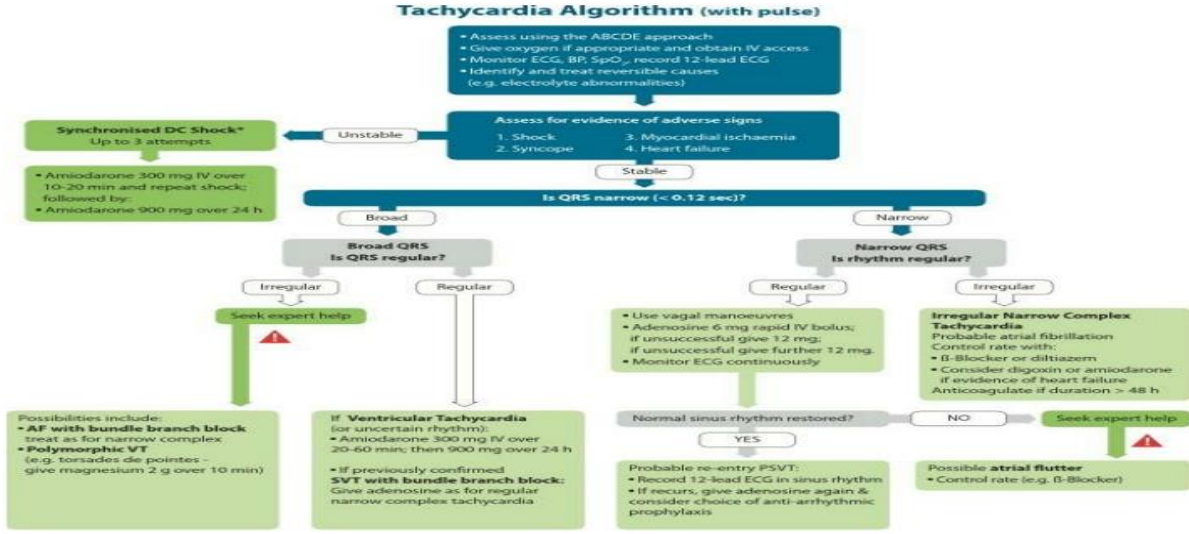 Tachycardia Algorithm (with pulse)
• Assess using the ABCDE approach
• Give oxygen if appropriate and obtain IV access
• Monitor ECG, BP, SpO₂, record 12-lead ECG
• Identify and treat reversible causes
(e.g. electrolyte abnormalities)
Synchronised DC Shock*
Up to 3 attempts
Unstable
Assess for evidence of adverse signs
1. Shock 3. Myocardial ischaemia
2. Syncope 4. Heart failure
• Amiodarone 300 mg IV over
10-20 min and repeat shock;
followed by:
• Amiodarone 900 mg over 24 h
Stable
Is QRS narrow (< 0.12 sec)?
Broad
Narrow
Broad QRS
Is QRS regular?
Narrow QRS
Is rhythm regular?
Irregular
Regular
Regular
Irregular
Seek expert help
• Use vagal manoeuvres
• Adenosine 6 mg rapid IV bolus;
if unsuccessful give 12 mg;
if unsuccessful give further 12 mg.
• Monitor ECG continuously
Irregular Narrow Complex
Tachycardia
Probable atrial fibrillation
Control rate with:
• ß-Blocker or diltiazem
• Consider digoxin or amiodarone
if evidence of heart failure
Anticoagulate if duration > 48 h
Possibilities include:
• AF with bundle branch block
treat as for narrow complex
• Polymorphic VT
(e.g. torsades de pointes -
give magnesium 2 g over 10 min)
If Ventricular Tachycardia
(or uncertain rhythm):
• Amiodarone 300 mg IV over
20-60 min; then 900 mg over 24 h
• If previously confirmed
SVT with bundle branch block:
Give adenosine as for regular
narrow complex tachycardia
Normal sinus rhythm restored?
NO
Seek expert help
YES
Probable re-entry PSVT:
• Record 12-lead ECG in sinus rhythm
• If recurs, give adenosine again &
consider choice of anti-arrhythmic
prophylaxis
Possible atrial flutter
• Control rate (e.g. ß-Blocker)